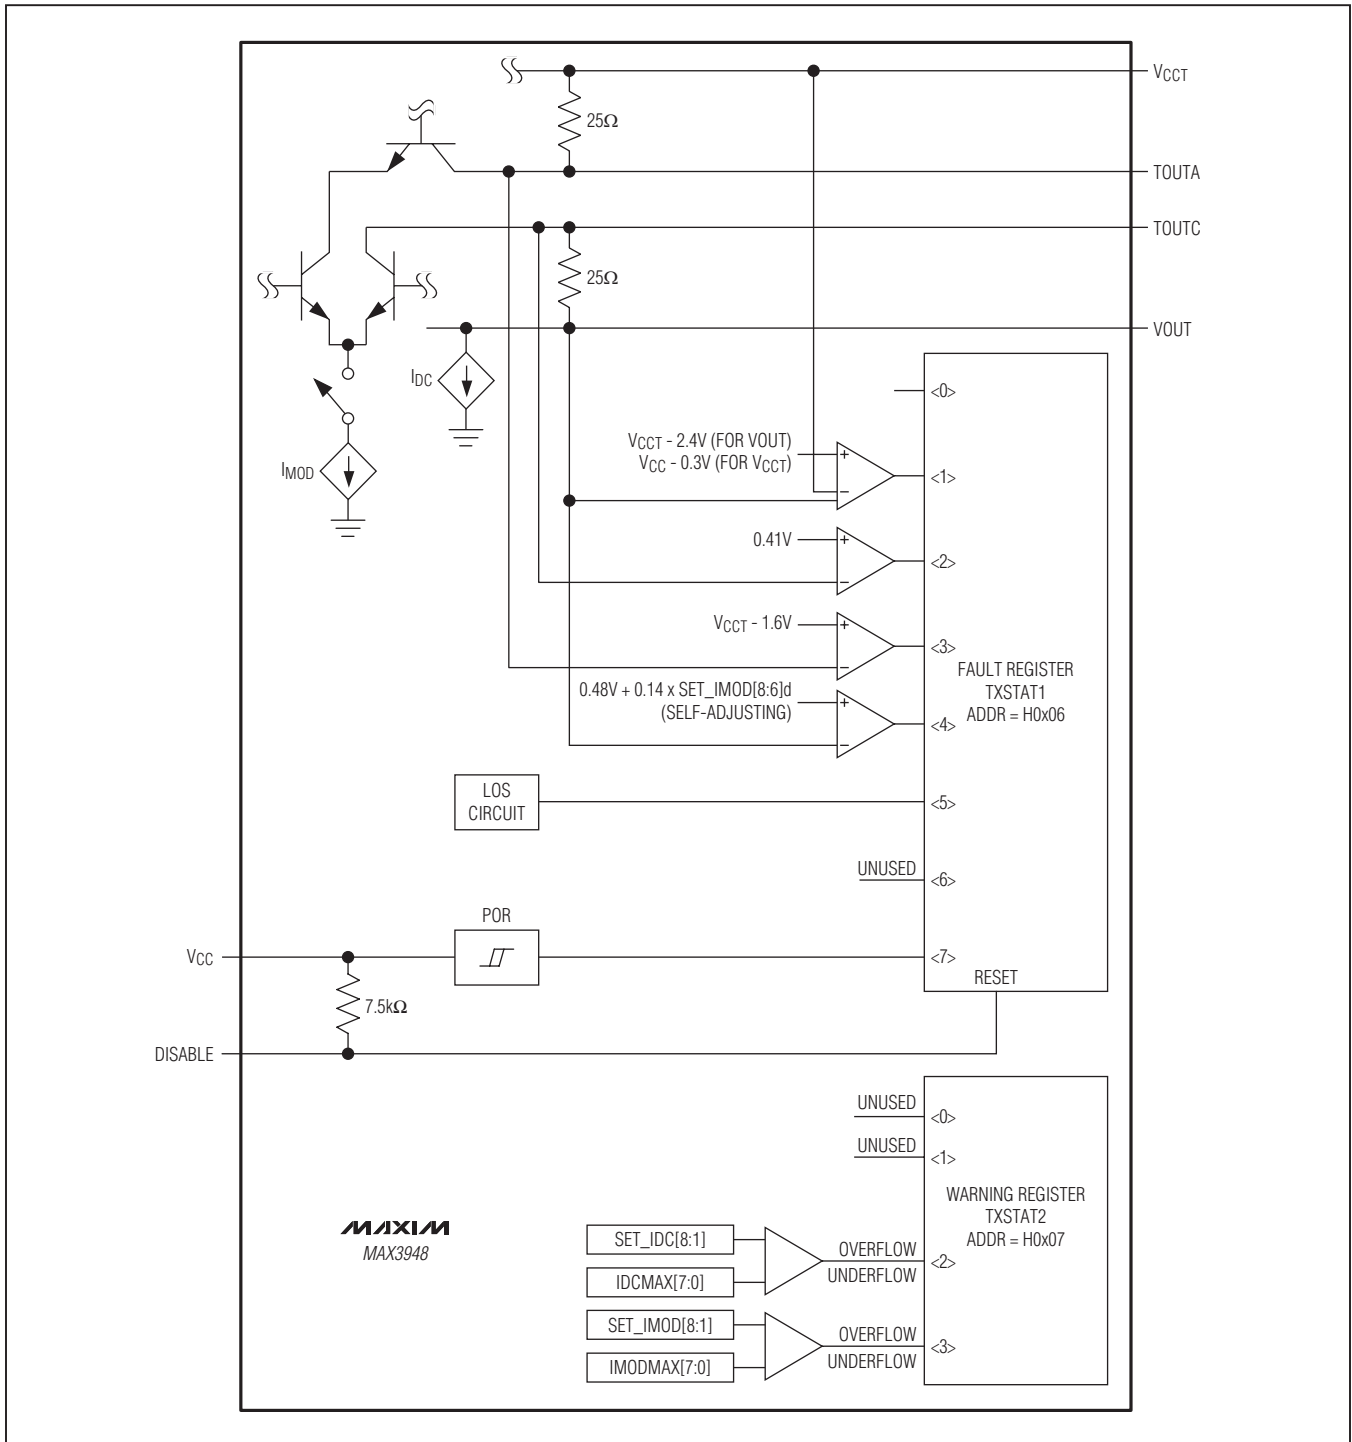 VCCT
25Ω
TOUTA
TOUTC
25Ω
VOUT
IDC
<0>
VCCT - 2.4V (FOR VOUT)
VCC - 0.3V (FOR VCCT)
+
−
<1>
IMOD
0.41V
+
−
<2>
VCCT - 1.6V
+
−
<3>
FAULT REGISTER
TXSTAT1
ADDR = H0x06
0.48V + 0.14 x SET_IMOD[8:6]d
(SELF-ADJUSTING)
+
−
<4>
LOS
CIRCUIT
<5>
UNUSED
<6>
POR
VCC
<7>
RESET
7.5kΩ
DISABLE
UNUSED
<0>
UNUSED
<1>
WARNING REGISTER
TXSTAT2
ADDR = H0x07
MAXIM
MAX3948
SET_IDC[8:1]
IDCMAX[7:0]
OVERFLOW
UNDERFLOW
<2>
SET_IMOD[8:1]
IMODMAX[7:0]
OVERFLOW
UNDERFLOW
<3>